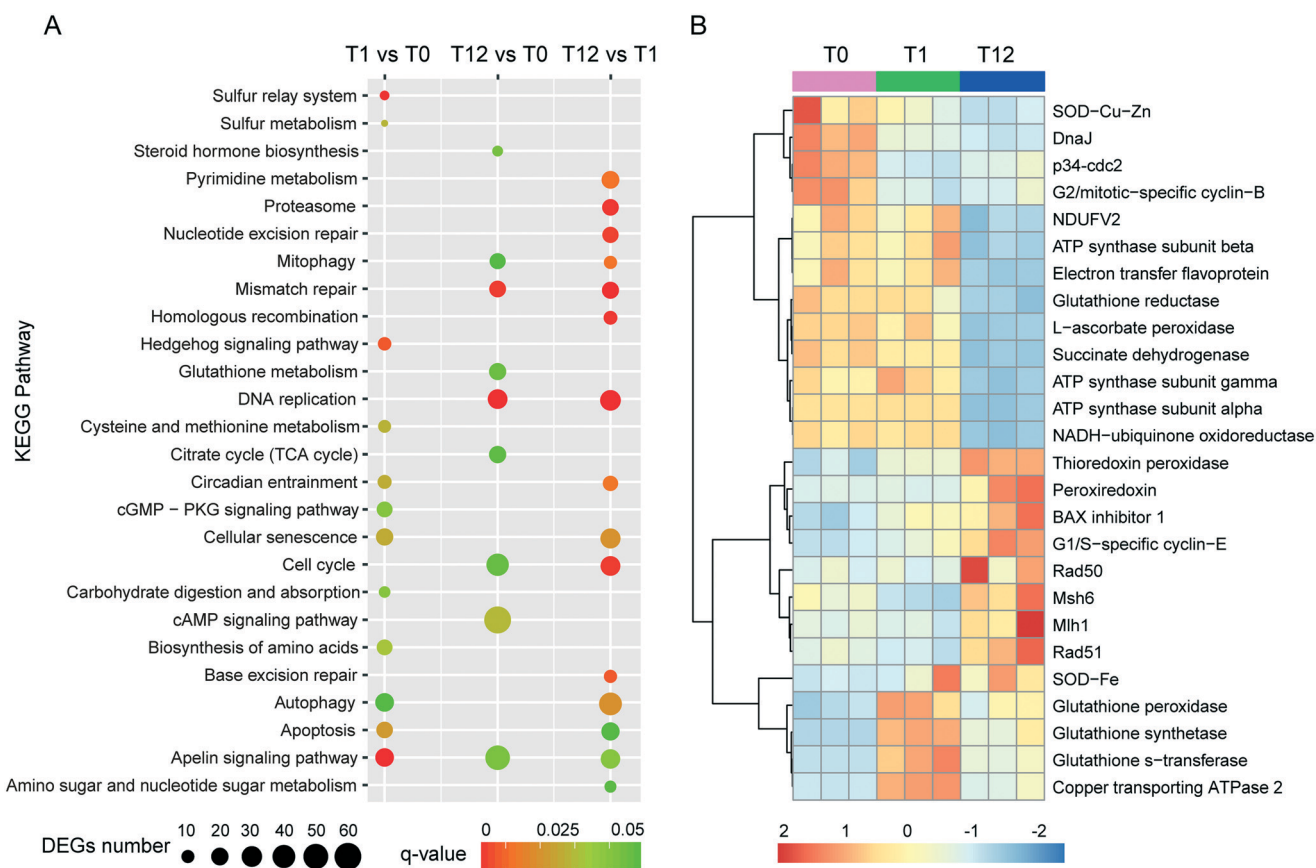 A
T1 vs T0 T12 vs T0 T12 vs T1
KEGG Pathway
Sulfur relay system
Sulfur metabolism
Steroid hormone biosynthesis
Pyrimidine metabolism
Proteasome
Nucleotide excision repair
Mitophagy
Mismatch repair
Homologous recombination
Hedgehog signaling pathway
Glutathione metabolism
DNA replication
Cysteine and methionine metabolism
Citrate cycle (TCA cycle)
Circadian entrainment
cGMP − PKG signaling pathway
Cellular senescence
Cell cycle
Carbohydrate digestion and absorption
cAMP signaling pathway
Biosynthesis of amino acids
Base excision repair
Autophagy
Apoptosis
Apelin signaling pathway
Amino sugar and nucleotide sugar metabolism
DEGs number
10 20 30 40 50 60
q-value
0 0.025 0.05
B
T0 T1 T12
SOD−Cu−Zn
DnaJ
p34-cdc2
G2/mitotic−specific cyclin−B
NDUFV2
ATP synthase subunit beta
Electron transfer flavoprotein
Glutathione reductase
L−ascorbate peroxidase
Succinate dehydrogenase
ATP synthase subunit gamma
ATP synthase subunit alpha
NADH−ubiquinone oxidoreductase
Thioredoxin peroxidase
Peroxiredoxin
BAX inhibitor 1
G1/S−specific cyclin−E
Rad50
Msh6
Mlh1
Rad51
SOD−Fe
Glutathione peroxidase
Glutathione synthetase
Glutathione s−transferase
Copper transporting ATPase 2
2 1 0 -1 -2